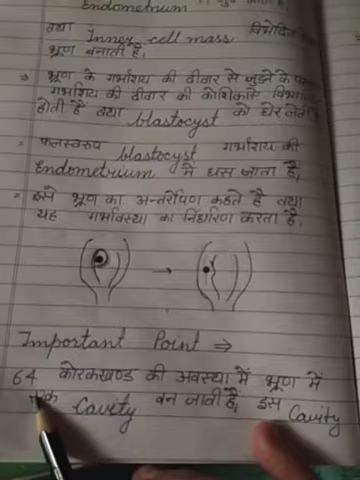 Endometrium
तथा Inner cell mass विभेदित
भ्रूण बनाती है।
⇒ भ्रूण के गर्भाशय की दीवार से जुडने के
गर्भाशय की दीवार की कोशिकाऐं
होती हैं तथा blastocyst को घेर लेती
फलस्वरूप blastocyst गर्भाशय की
Endometrium में धस जाता है,
इसे भ्रूण का अन्तर्रोपण कहते है तथा
यह गर्भावस्था का निर्धारण करता है,
→
Important Point ⇒
64 कोरकखण्ड की अवस्था में भ्रूण में
एक Cavity बन जाती है, इस Cavity